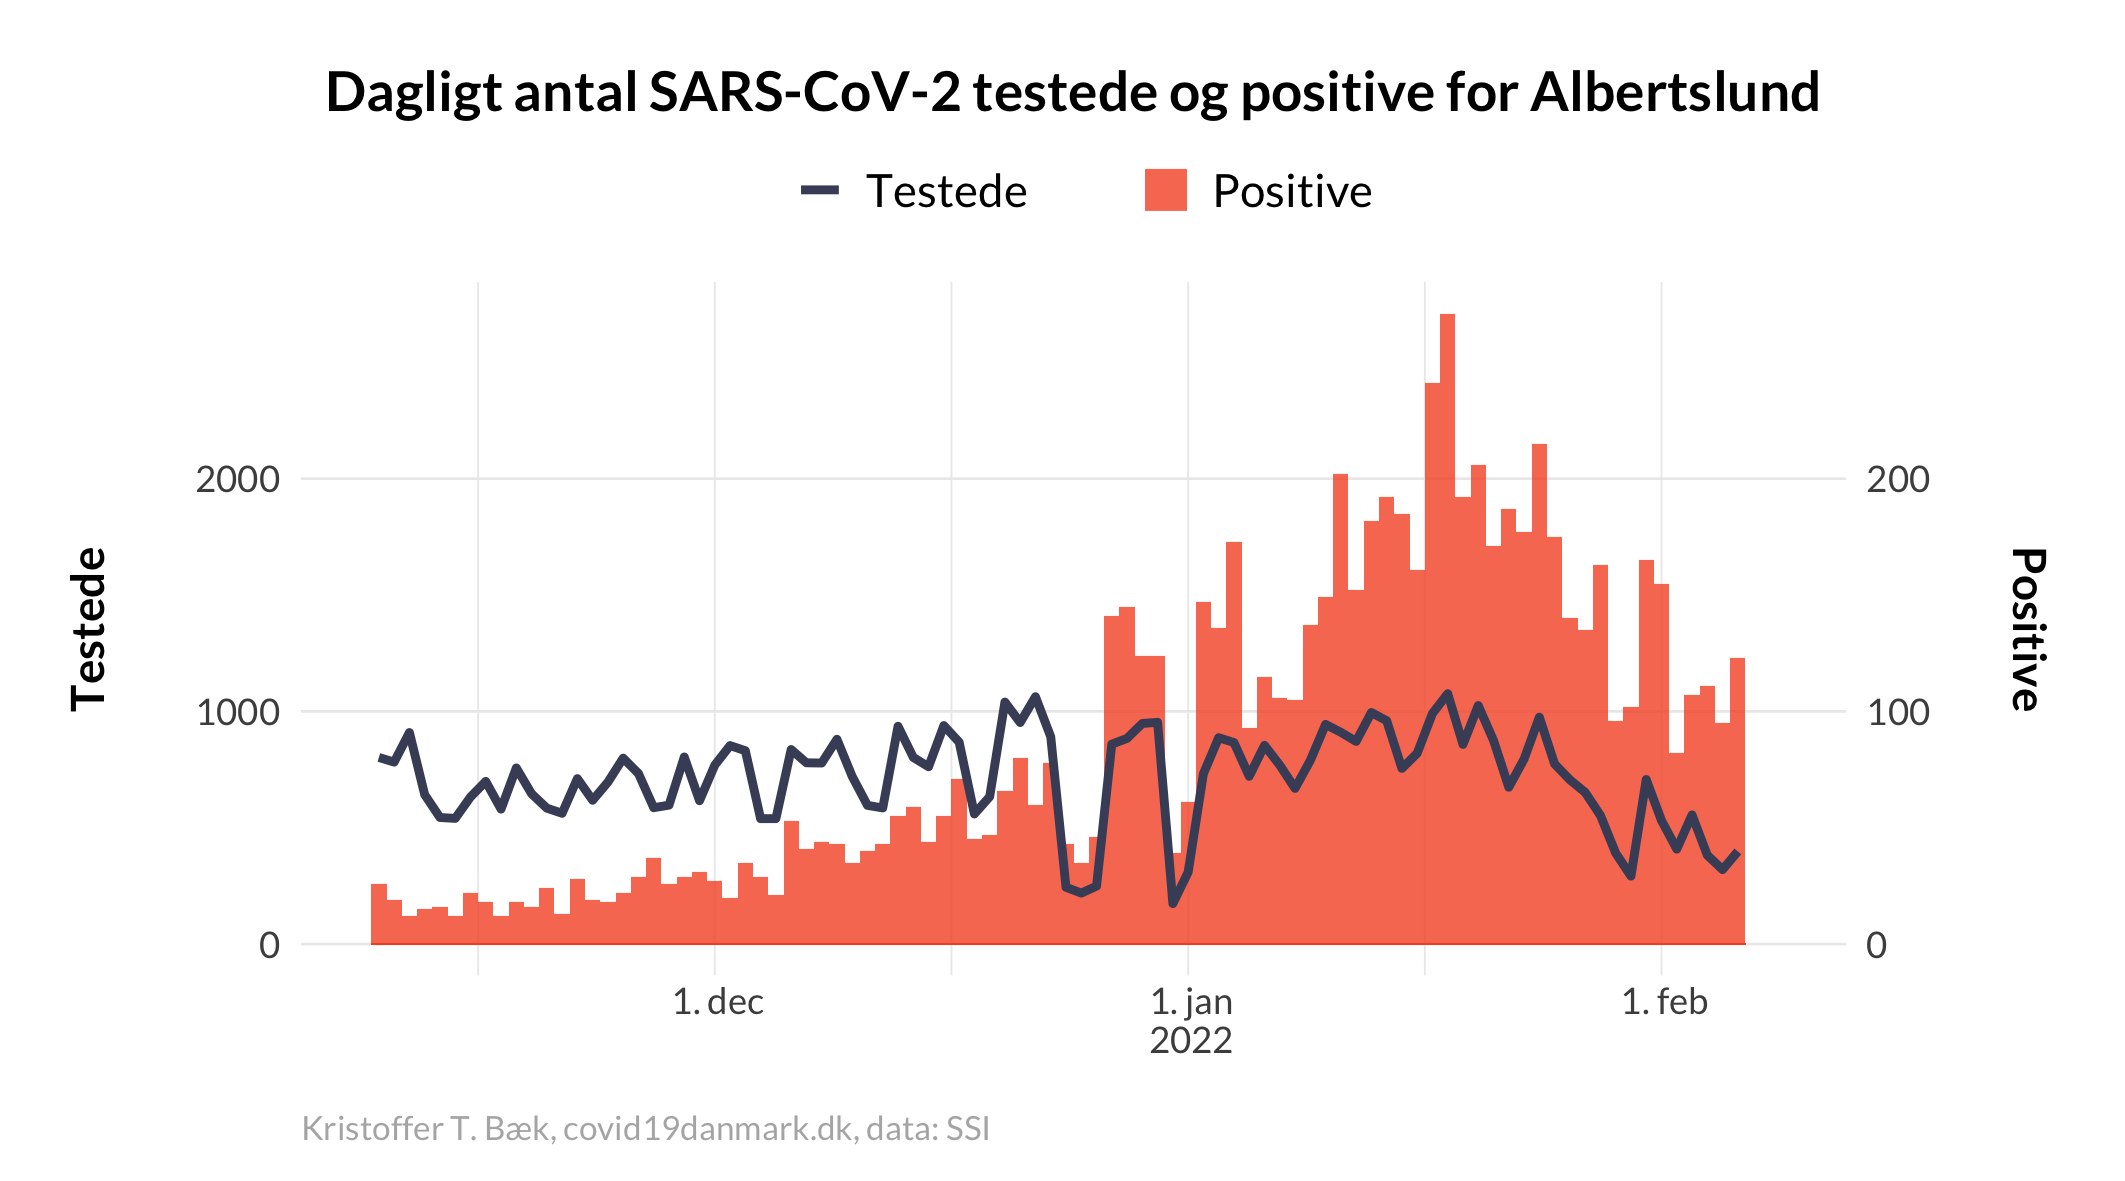 Dagligt antal SARS-CoV-2 testede og positive for Albertslund
Testede
Positive
2000
1000
0
Testede
200
100
0
Positive
1. dec
1. jan
2022
1. feb
Kristoffer T. Bæk, covid19danmark.dk, data: SSI